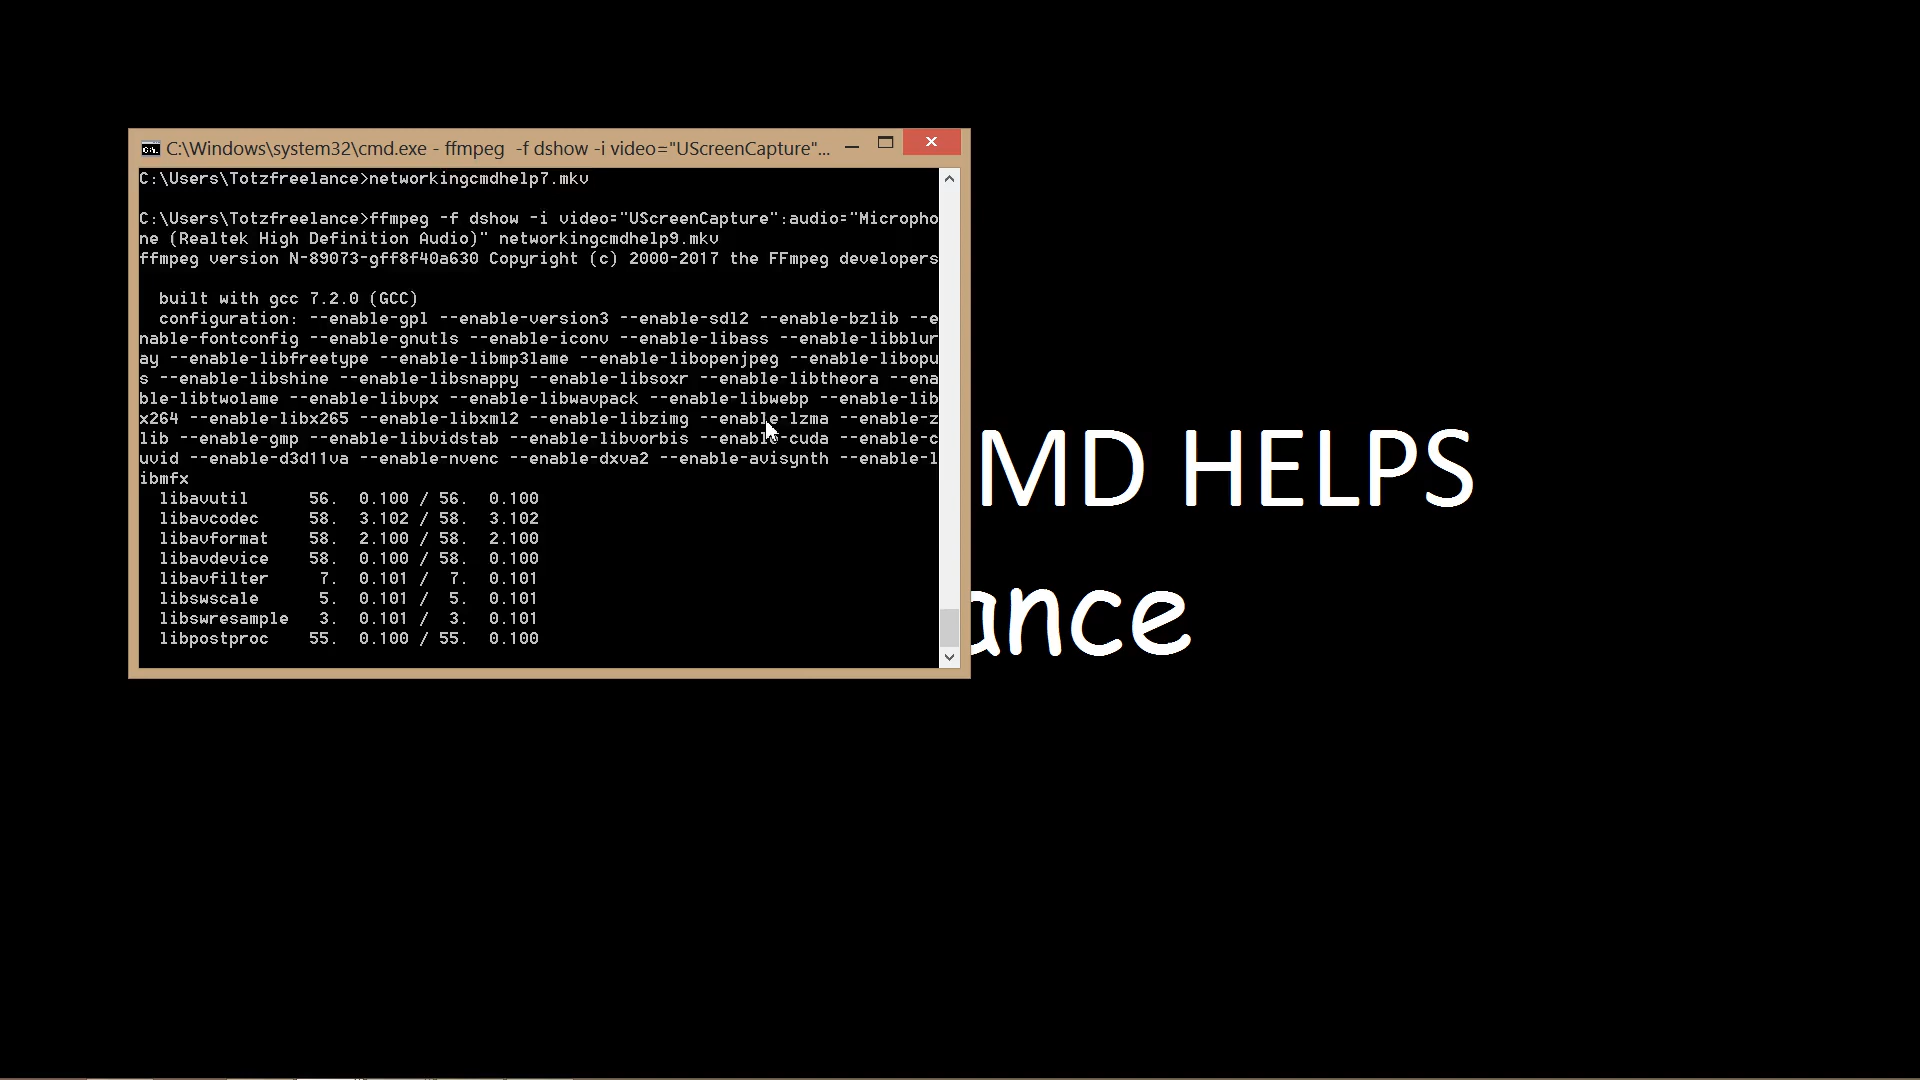 C:\Windows\system32\cmd.exe - ffmpeg  -f dshow -i video="UScreenCapture"...
C:\Users\Totzfreelance>networkingcmdhelp7.mkv
C:\Users\Totzfreelance>ffmpeg -f dshow -i video="UScreenCapture":audio="Micropho
ne (Realtek High Definition Audio)" networkingcmdhelp9.mkv
ffmpeg version N-89073-gff8f40a630 Copyright (c) 2000-2017 the FFmpeg developers
  built with gcc 7.2.0 (GCC)
  configuration: --enable-gpl --enable-version3 --enable-sdl2 --enable-bzlib --e
nable-fontconfig --enable-gnutls --enable-iconv --enable-libass --enable-libblur
ay --enable-libfreetype --enable-libmp3lame --enable-libopenjpeg --enable-libopu
s --enable-libshine --enable-libsnappy --enable-libsoxr --enable-libtheora --ena
ble-libtwolame --enable-libvpx --enable-libwavpack --enable-libwebp --enable-lib
x264 --enable-libx265 --enable-libxml2 --enable-libzimg --enable-lzma --enable-z
lib --enable-gmp --enable-libvidstab --enable-libvorbis --enable-cuda --enable-c
uvid --enable-d3d11va --enable-nvenc --enable-dxva2 --enable-avisynth --enable-l
ibmfx
  libavutil      56.  0.100 / 56.  0.100
  libavcodec     58.  3.102 / 58.  3.102
  libavformat    58.  2.100 / 58.  2.100
  libavdevice    58.  0.100 / 58.  0.100
  libavfilter     7.  0.101 /  7.  0.101
  libswscale      5.  0.101 /  5.  0.101
  libswresample   3.  0.101 /  3.  0.101
  libpostproc    55.  0.100 / 55.  0.100
MD HELPS
ance